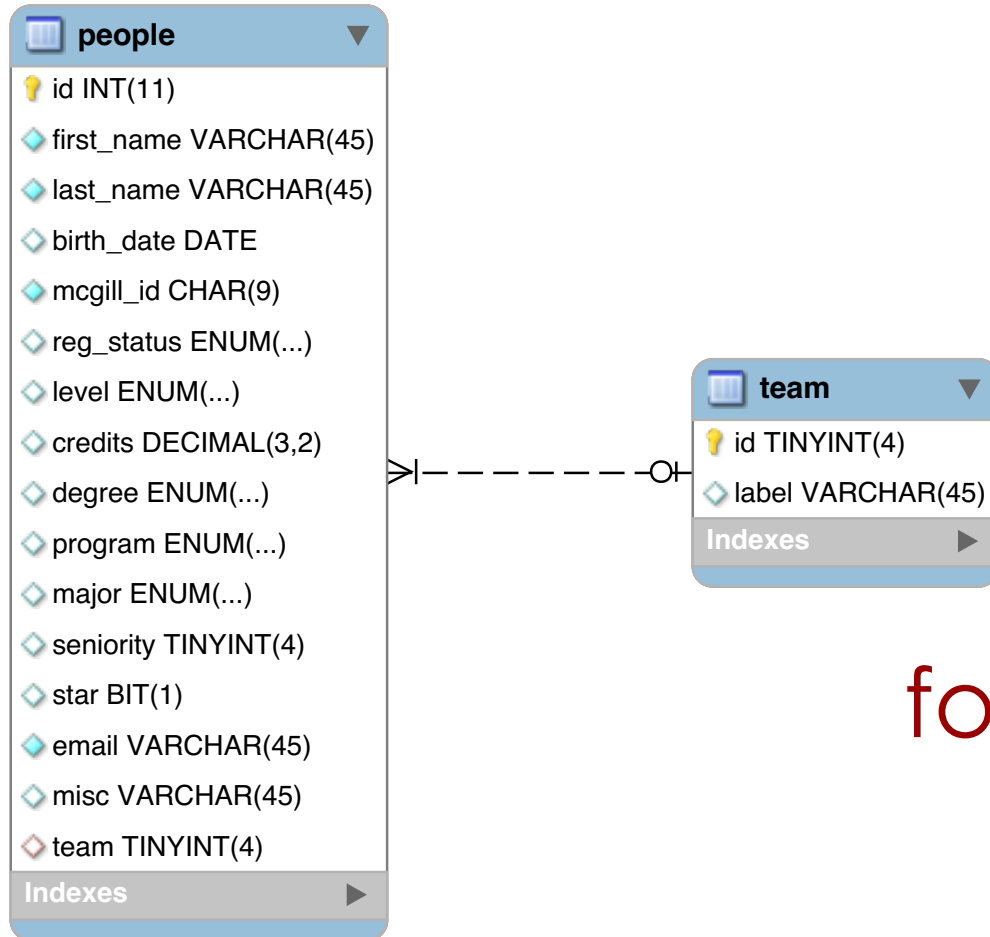 people
id INT(11)
first_name VARCHAR(45)
last_name VARCHAR(45)
birth_date DATE
mcgill_id CHAR(9)
reg_status ENUM(...)
level ENUM(...)
credits DECIMAL(3,2)
degree ENUM(...)
program ENUM(...)
major ENUM(...)
seniority TINYINT(4)
star BIT(1)
email VARCHAR(45)
misc VARCHAR(45)
team TINYINT(4)
Indexes
team
id TINYINT(4)
label VARCHAR(45)
Indexes
fo